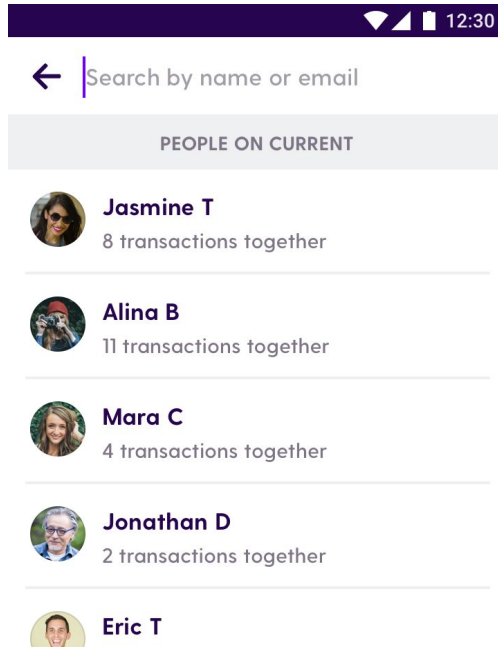 12:30
Search by name or email
PEOPLE ON CURRENT
Jasmine T
8 transactions together
Alina B
11 transactions together
Mara C
4 transactions together
Jonathan D
2 transactions together
Eric T